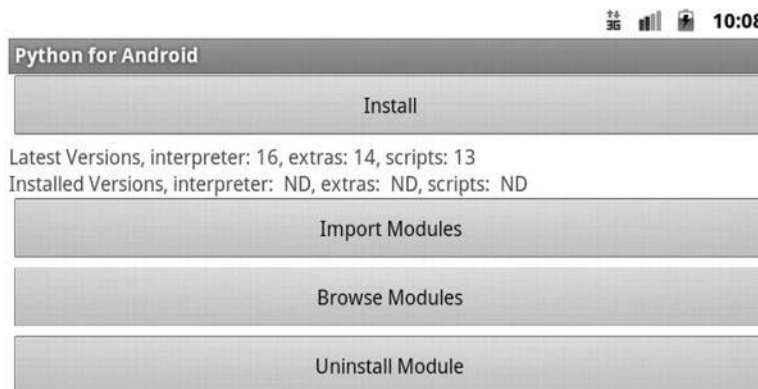 3G 10:08
Python for Android
Install
Latest Versions, interpreter: 16, extras: 14, scripts: 13
Installed Versions, interpreter: ND, extras: ND, scripts: ND
Import Modules
Browse Modules
Uninstall Module